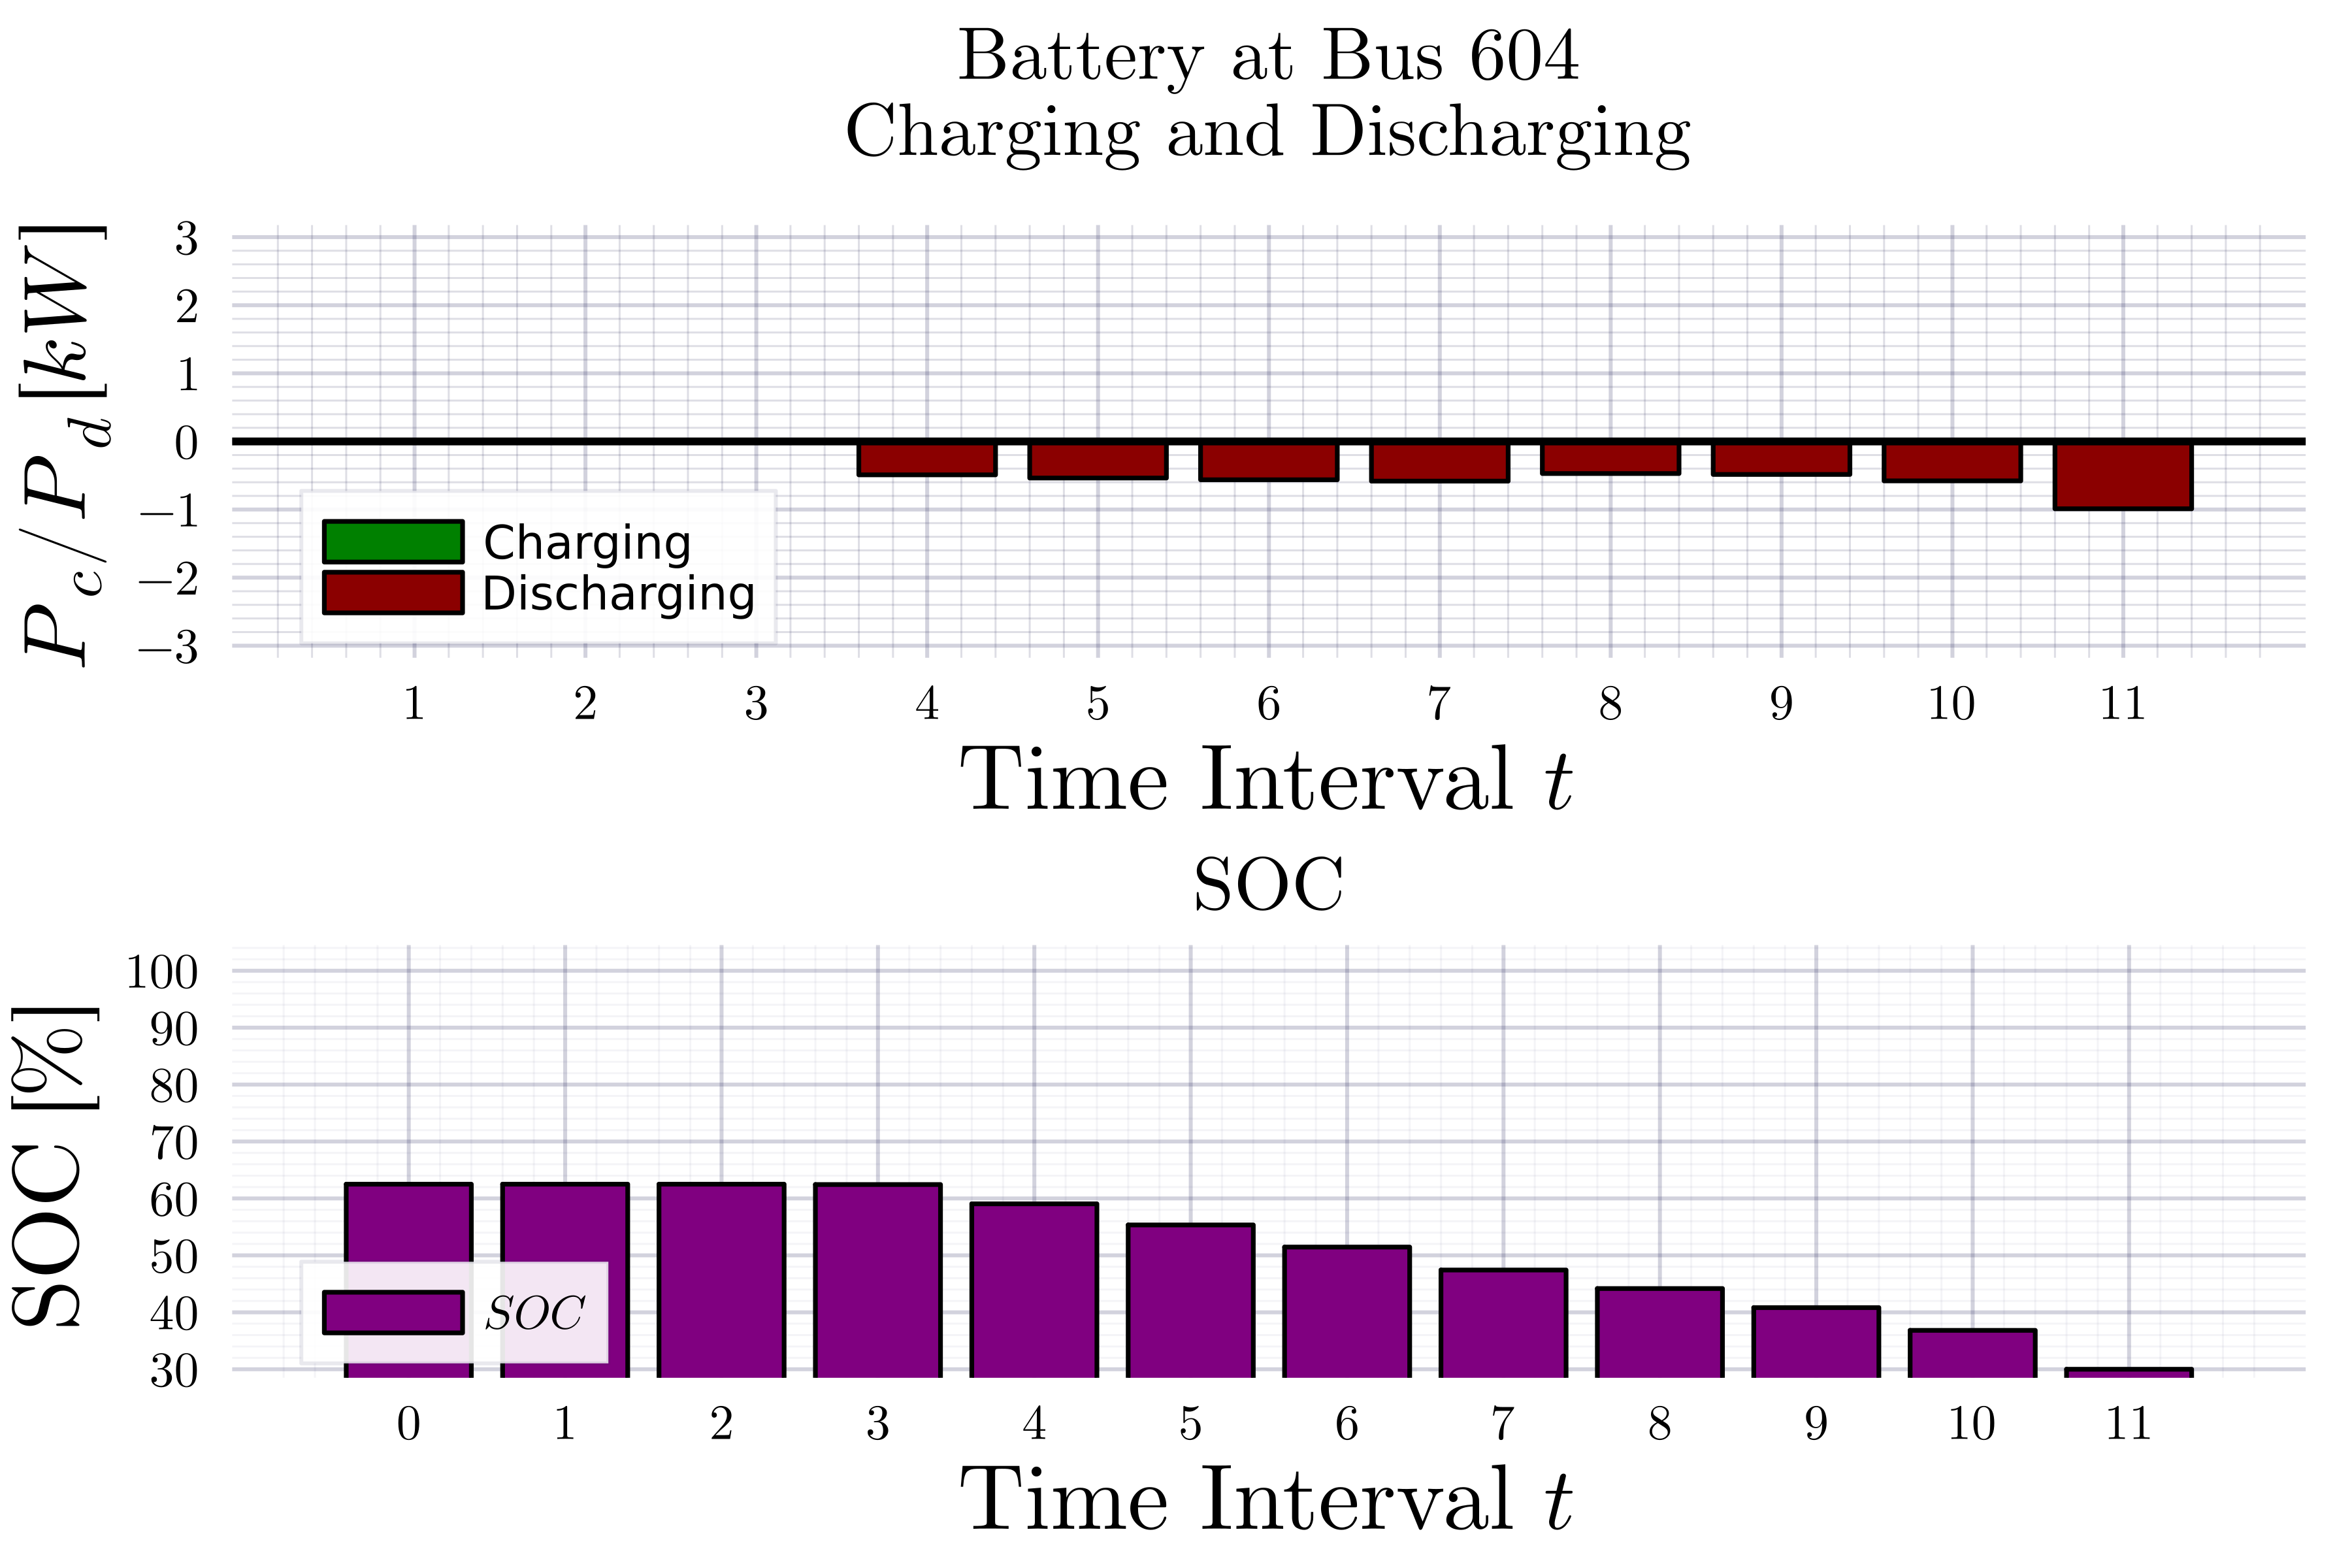 Battery at Bus 604
Charging and Discharging
P_c/P_d [kW]
3
2
1
0
−1
−2
−3
Charging
Discharging
1 2 3 4 5 6 7 8 9 10 11
Time Interval t
SOC
SOC [%]
100
90
80
70
60
50
40
30
SOC
0 1 2 3 4 5 6 7 8 9 10 11
Time Interval t